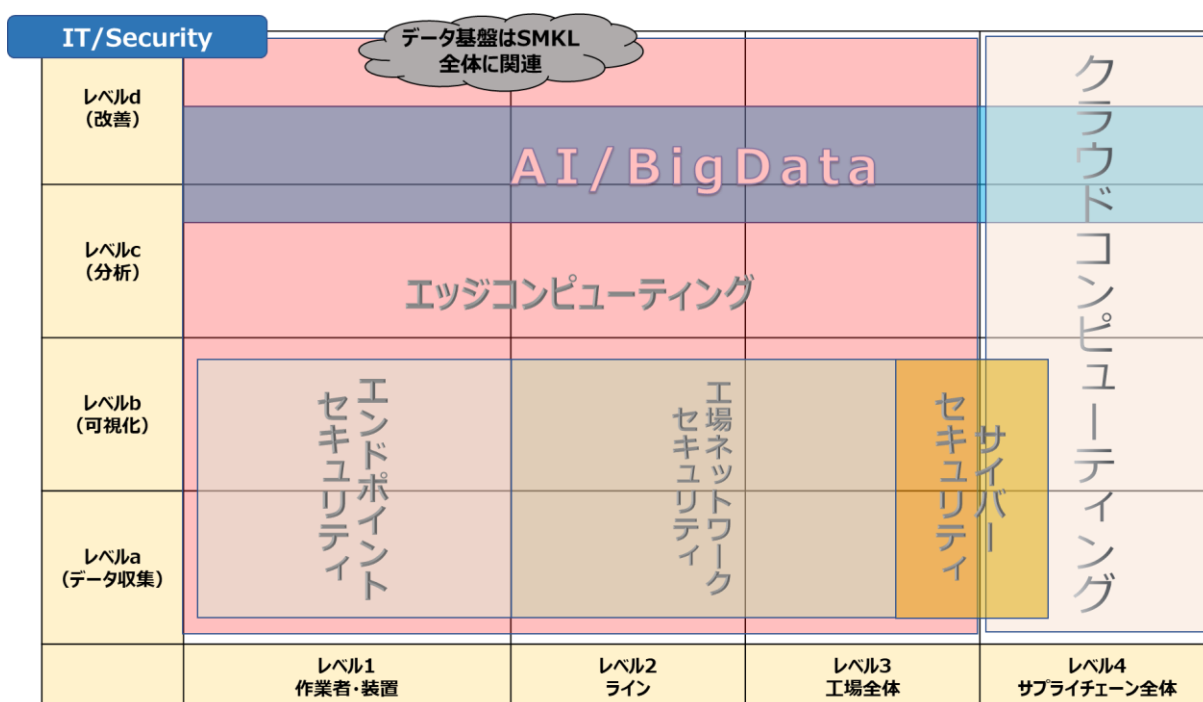 IT/Security
データ基盤はSMKL
全体に関連
レベルd
（改善）
AI/BigData
レベルc
（分析）
エッジコンピューティング
クラウドコンピューティング
レベルb
（可視化）
エンドポイント
セキュリティ
工場ネットワーク
セキュリティ
サイバー
セキュリティ
レベルa
（データ収集）
レベル1
作業者・装置
レベル2
ライン
レベル3
工場全体
レベル4
サプライチェーン全体